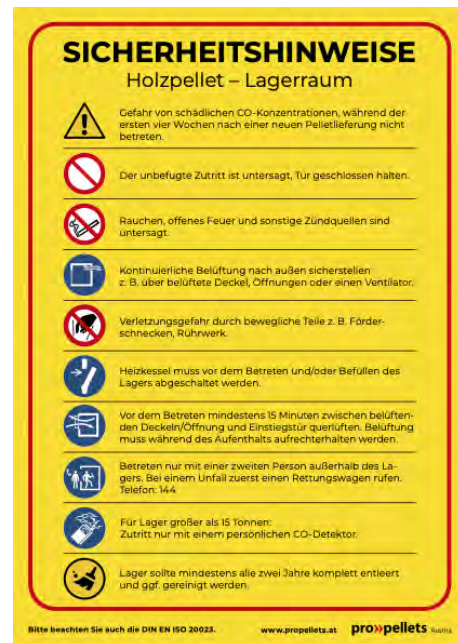 SICHERHEITSHINWEISE
Holzpellet – Lagerraum
Gefahr von schädlichen CO-Konzentrationen, während der
ersten vier Wochen nach einer neuen Pelletlieferung nicht
betreten.
Der unbefugte Zutritt ist untersagt, Tür geschlossen halten.
Rauchen, offenes Feuer und sonstige Zündquellen sind
untersagt.
Kontinuierliche Belüftung nach außen sicherstellen
z. B. über belüftete Deckel, Öffnungen oder einen Ventilator.
Verletzungsgefahr durch bewegliche Teile z. B. Förder-
schnecken, Rührwerk.
Heizkessel muss vor dem Betreten und/oder Befüllen des
Lagers abgeschaltet werden.
Vor dem Betreten mindestens 15 Minuten zwischen belüften-
den Deckeln/Öffnung und Einstiegstür querlüften. Belüftung
muss während des Aufenthalts aufrechterhalten werden.
Betreten nur mit einer zweiten Person außerhalb des La-
gers. Bei einem Unfall zuerst einen Rettungswagen rufen.
Telefon: 144
Für Lager größer als 15 Tonnen:
Zutritt nur mit einem persönlichen CO-Detektor.
Lager sollte mindestens alle zwei Jahre komplett entleert
und ggf. gereinigt werden.
Bitte beachten Sie auch die DIN EN ISO 20023. www.propellets.at pro»pellets Austria